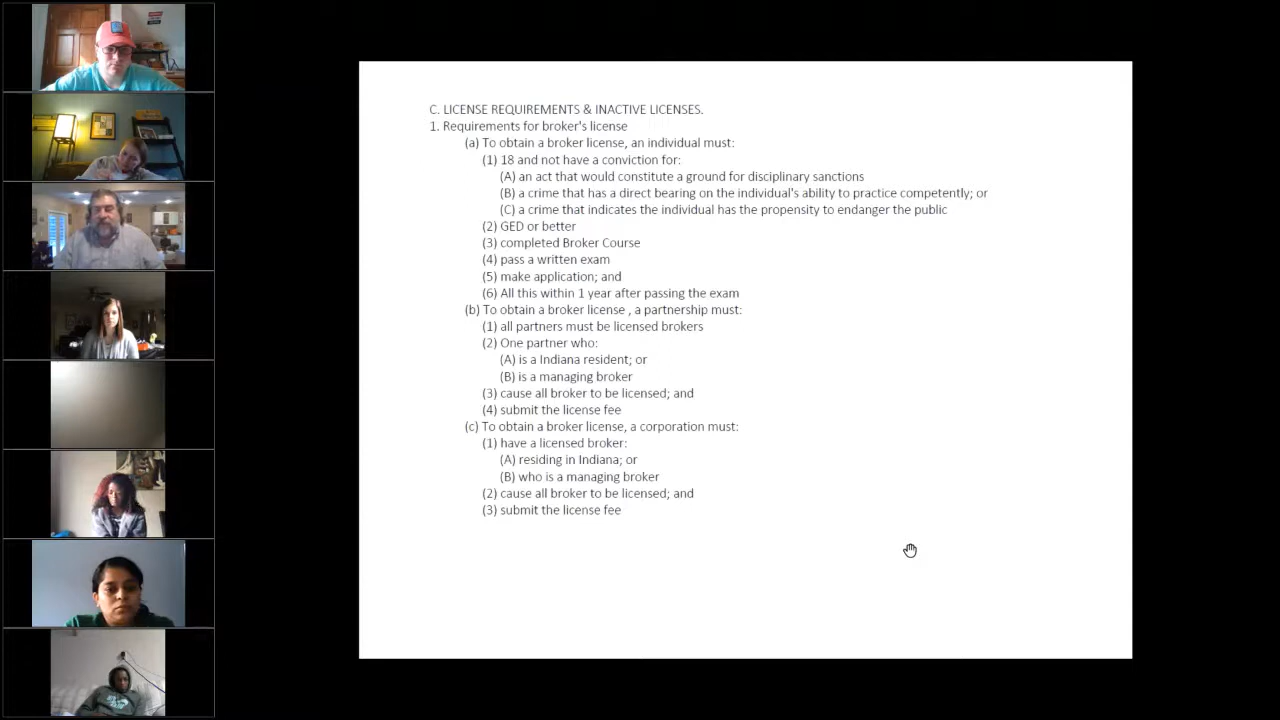 C. LICENSE REQUIREMENTS & INACTIVE LICENSES.
1. Requirements for broker's license
(a) To obtain a broker license, an individual must:
(1) 18 and not have a conviction for:
(A) an act that would constitute a ground for disciplinary sanctions
(B) a crime that has a direct bearing on the individual's ability to practice competently; or
(C) a crime that indicates the individual has the propensity to endanger the public
(2) GED or better
(3) completed Broker Course
(4) pass a written exam
(5) make application; and
(6) All this within 1 year after passing the exam
(b) To obtain a broker license , a partnership must:
(1) all partners must be licensed brokers
(2) One partner who:
(A) is a Indiana resident; or
(B) is a managing broker
(3) cause all broker to be licensed; and
(4) submit the license fee
(c) To obtain a broker license, a corporation must:
(1) have a licensed broker:
(A) residing in Indiana; or
(B) who is a managing broker
(2) cause all broker to be licensed; and
(3) submit the license fee